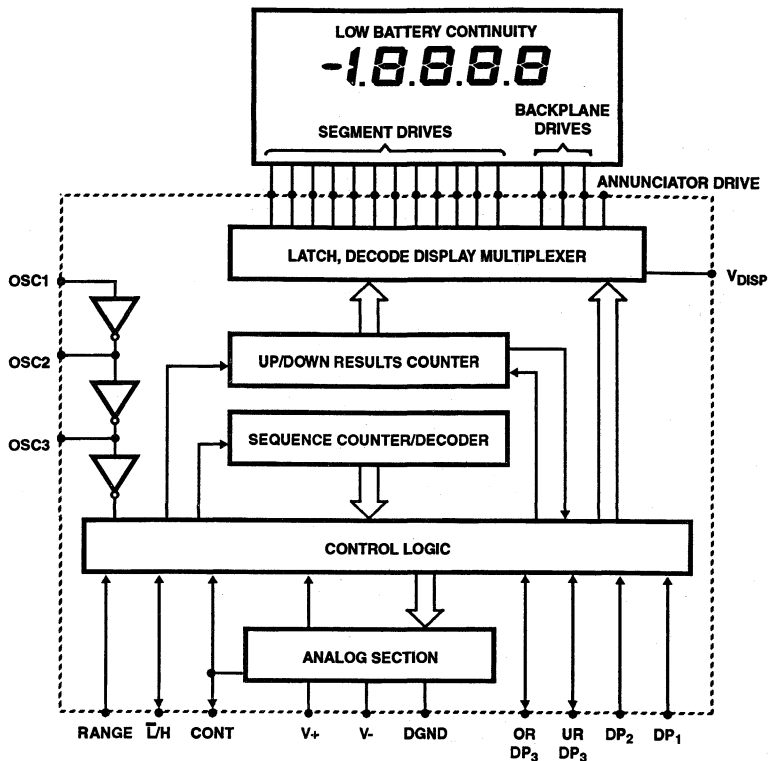 LOW BATTERY CONTINUITY
-1.8.8.8.8
SEGMENT DRIVES
BACKPLANE
DRIVES
ANNUNCIATOR DRIVE
LATCH, DECODE DISPLAY MULTIPLEXER
VDISP
OSC1
OSC2
OSC3
UP/DOWN RESULTS COUNTER
SEQUENCE COUNTER/DECODER
CONTROL LOGIC
ANALOG SECTION
RANGE
L̅/H
CONT
V+
V-
DGND
OR
DP3
UR
DP3
DP2
DP1